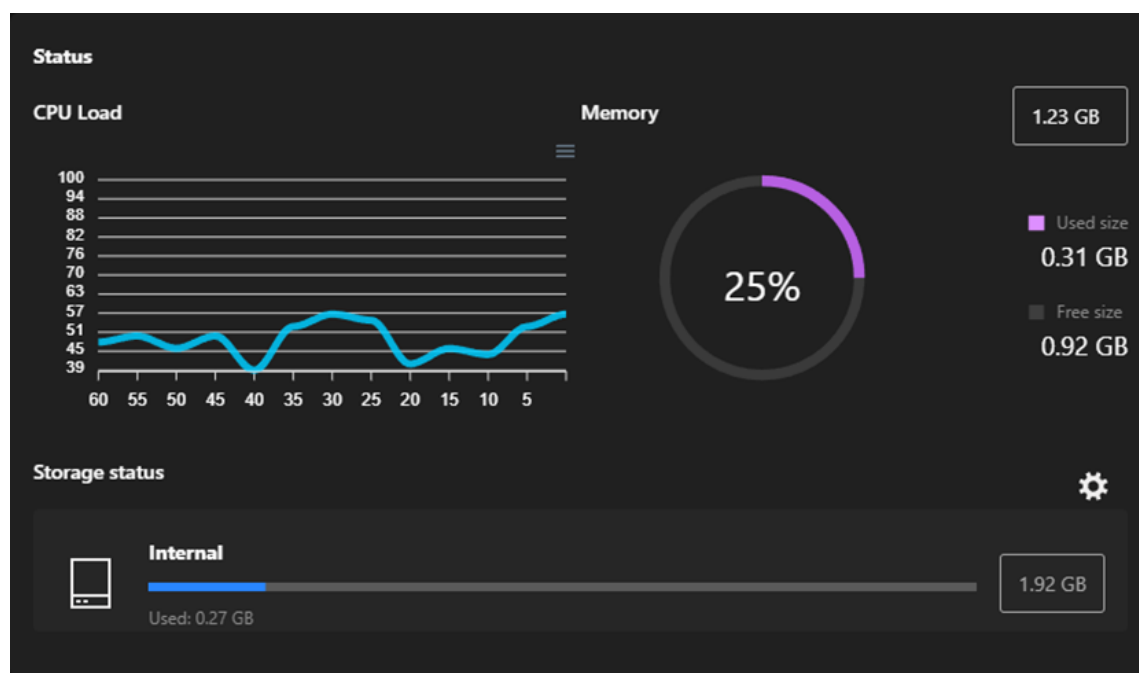 Status
CPU Load
100
94
88
82
76
70
63
57
51
45
39
60 55 50 45 40 35 30 25 20 15 10 5
Memory
1.23 GB
25%
Used size
0.31 GB
Free size
0.92 GB
Storage status
Internal
Used: 0.27 GB
1.92 GB